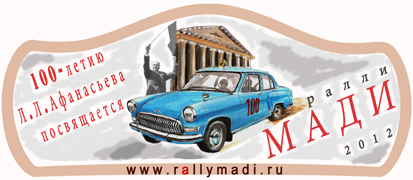 100-летию
Л.Л.Афанасьева
посвящается
100
ралли
МАДИ
2012
www.rallymadi.ru